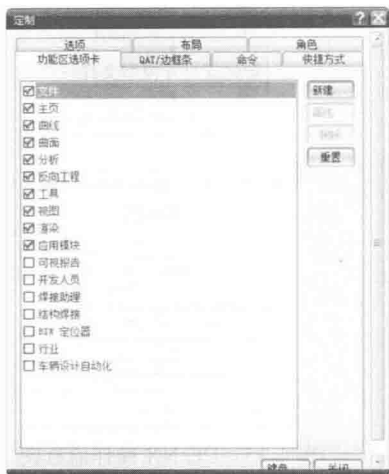 定制
选项 布局 角色
功能区选项卡 QAT/边框条 命令 快捷方式
文件
主页
曲线
曲面
分析
反向工程
工具
视图
渲染
应用模块
可视报告
开发人员
焊接助理
结构焊接
定位器
行业
车辆设计自动化
新建
重置
键盘... 关闭